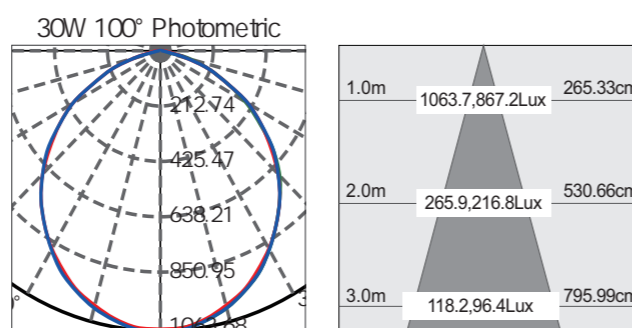 30W 100° Photometric
212.74
425.47
638.21
850.95
1.0m 1063.7,867.2Lux 265.33cm
2.0m 265.9,216.8Lux 530.66cm
3.0m 118.2,96.4Lux 795.99cm